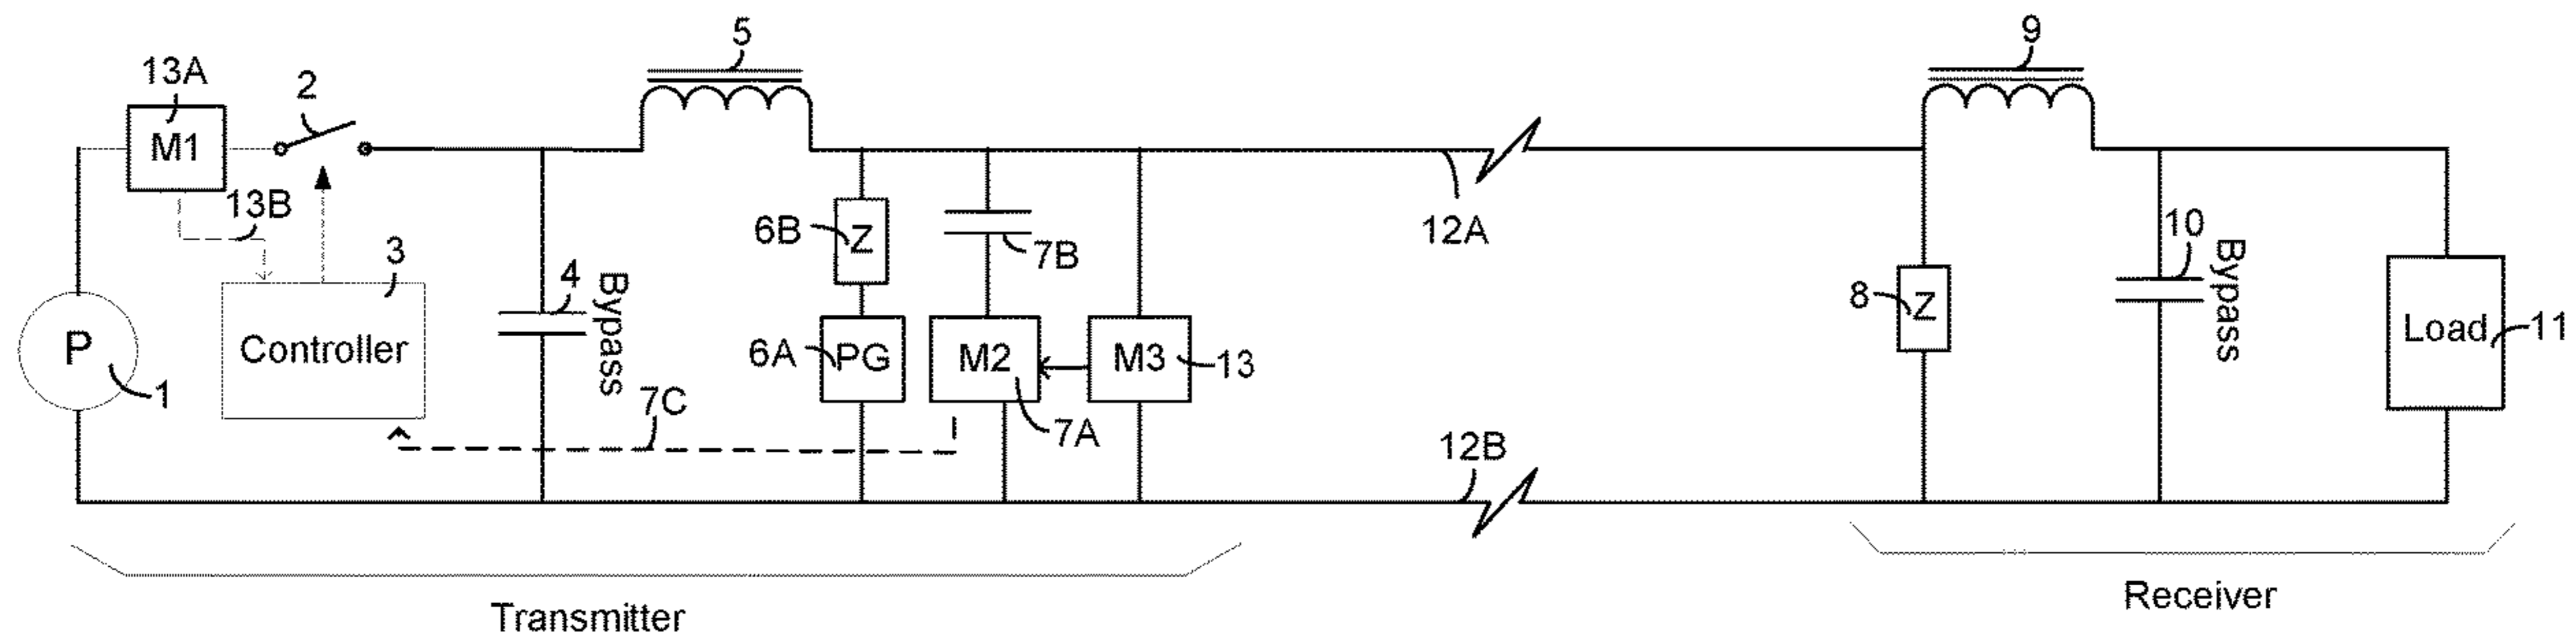 5
9
13A
2
M1
13B
12A
6B
Z
7B
10
Bypass
3
4
Bypass
8
Z
Controller
P
1
6A
PG
M2
M3
13
Load
11
7C
7A
12B
Transmitter
Receiver